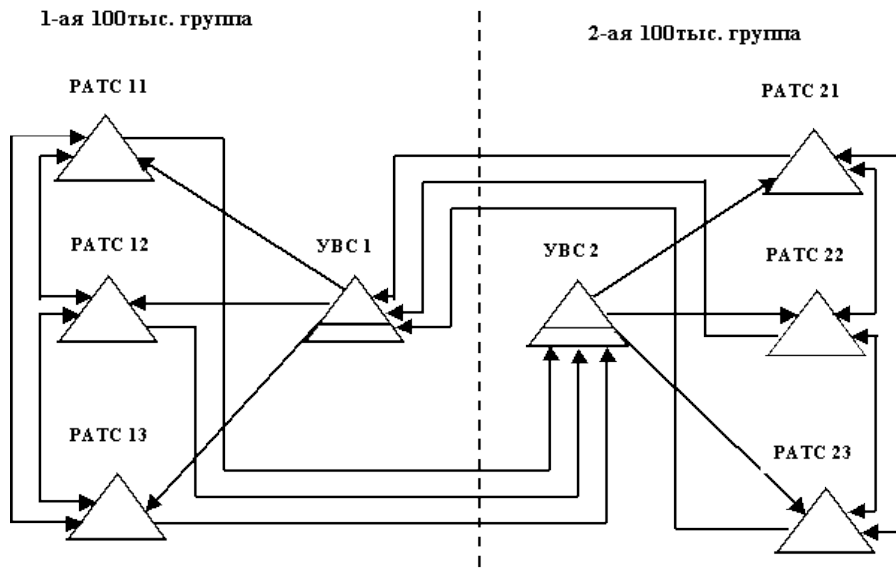 1-ая 100тыс. группа
2-ая 100тыс. группа
РАТС 11
РАТС 21
РАТС 12
УВС 1
УВС 2
РАТС 22
РАТС 13
РАТС 23